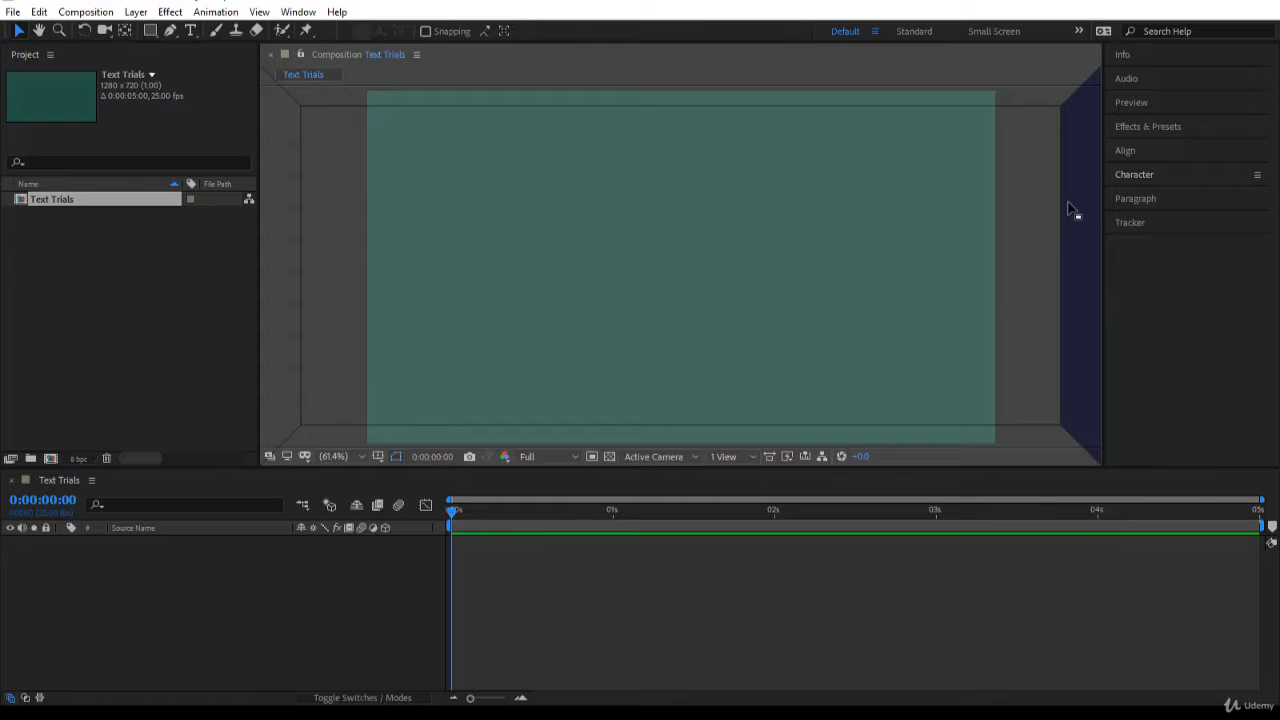 File Edit Composition Layer Effect Animation View Window Help
Snapping Default Standard Small Screen Search Help
Project Composition Text Trials
Text Trials
Text Trials
1280 x 720 (1.00)
Δ 0:00:05:00, 25.00 fps
Info
Audio
Preview
Effects & Presets
Align
Character
Paragraph
Tracker
Name File Path
Text Trials
8 bpc
(61.4%) 0:00:00:00 Full Active Camera 1 View +0.0
Text Trials
0:00:00:00
00000 (25.00 fps)
01s 02s 03s 04s 05s
# Source Name
Toggle Switches / Modes
Udemy